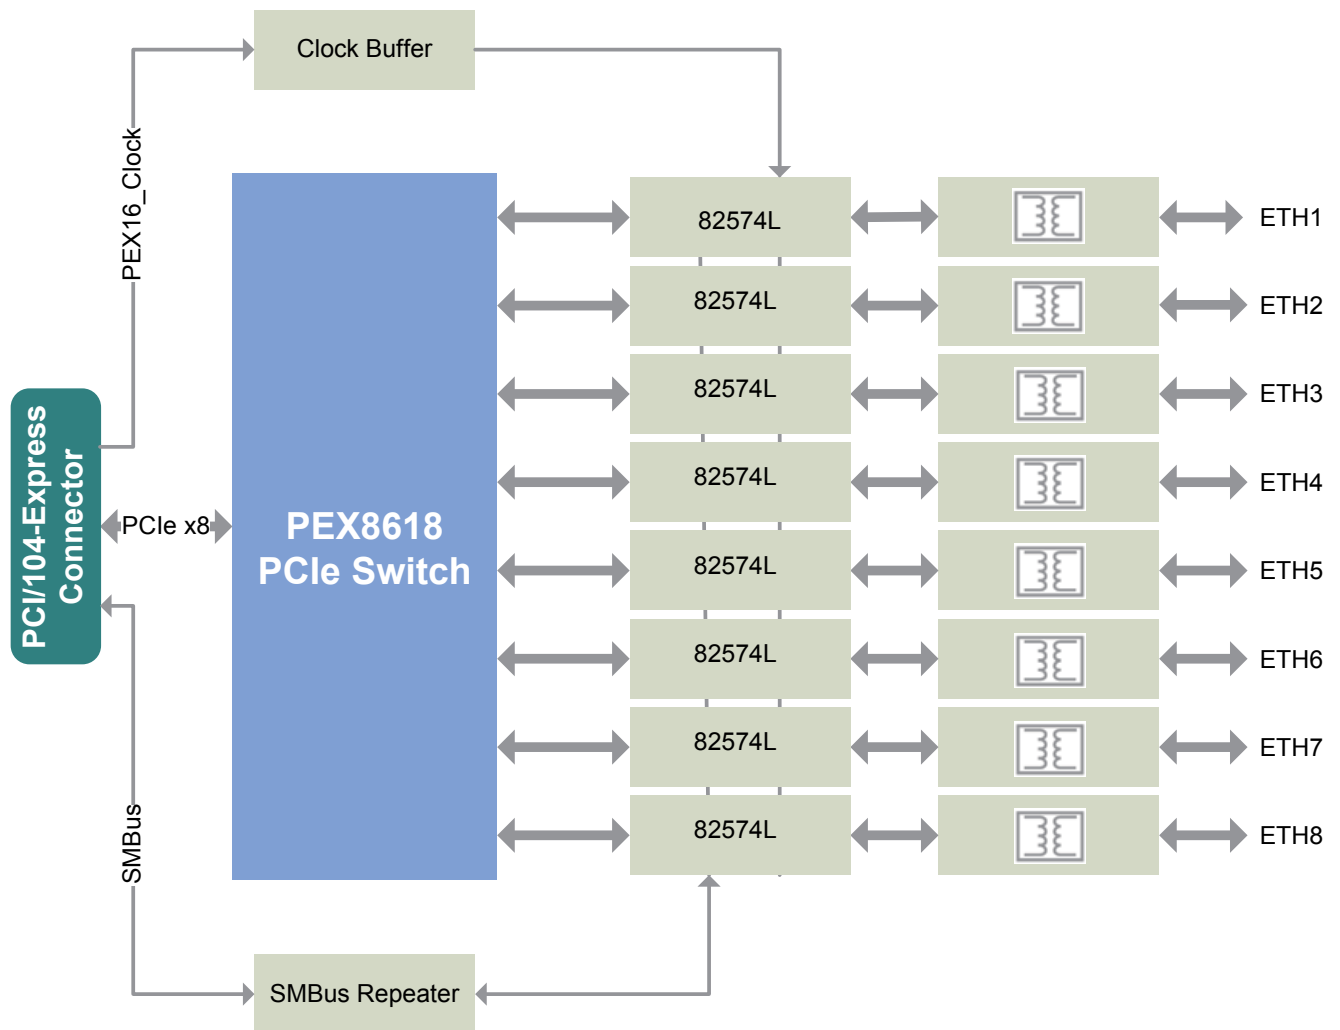 Clock Buffer
PEX16_Clock
82574L
ETH1
82574L
ETH2
82574L
ETH3
PCI/104-Express
Connector
82574L
ETH4
PCIe x8
PEX8618
PCIe Switch
82574L
ETH5
82574L
ETH6
82574L
ETH7
82574L
ETH8
SMBus
SMBus Repeater